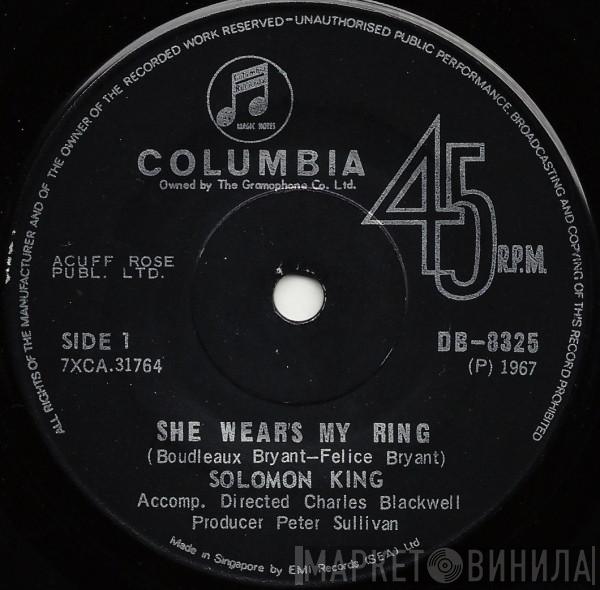 ALL RIGHTS OF THE MANUFACTURER AND OF THE OWNER OF THE RECORDED WORK RESERVED–UNAUTHORISED PUBLIC PERFORMANCE, BROADCASTING AND COPYING OF THIS RECORD PROHIBITED
MAGIC NOTES
COLUMBIA
Owned by The Gramophone Co. Ltd.
45 R.P.M.
ACUFF ROSE
PUBL. LTD.
SIDE 1
7XCA.31764
DB–8325
(P) 1967
SHE WEAR'S MY RING
(Boudleaux Bryant–Felice Bryant)
SOLOMON KING
Accomp. Directed Charles Blackwell
Producer Peter Sullivan
Made in Singapore by EMI Records (S.E.A.) Ltd
МАРКЕТ ВИНИЛА